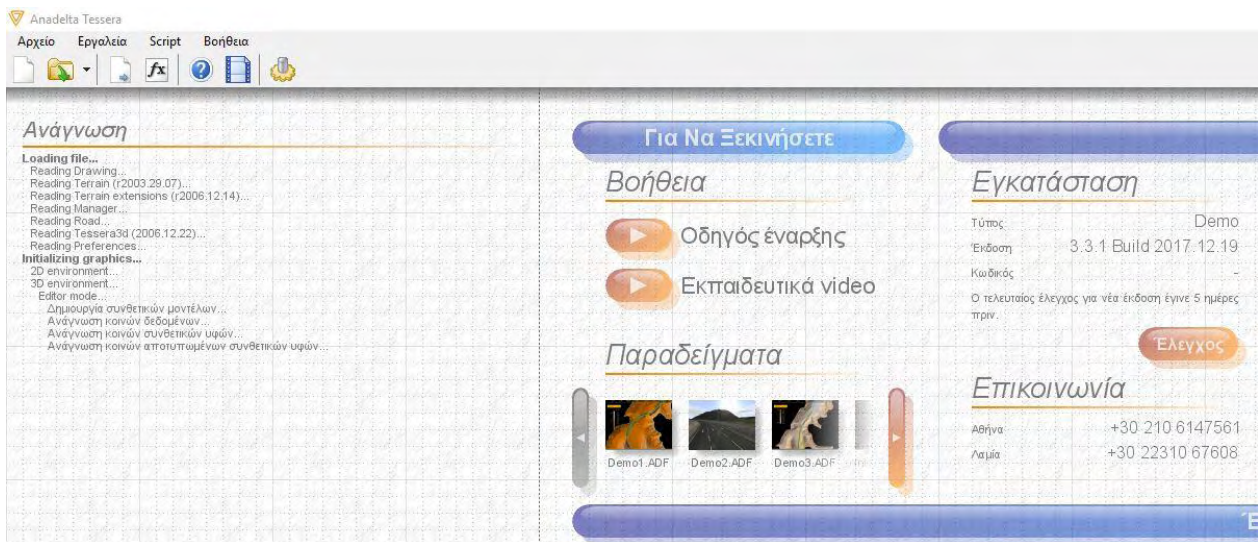 Anadelta Tessera
Αρχείο Εργαλεία Script Βοήθεια
fx
Ανάγνωση
Loading file...
Reading Drawing...
Reading Terrain (r2003.29.07)...
Reading Terrain extensions (r2006.12.14)...
Reading Manager...
Reading Road...
Reading Tessera3d (2006.12.22)...
Reading Preferences...
Initializing graphics...
2D environment...
3D environment...
Editor mode...
Δημιουργία συνθετικών μοντέλων...
Ανάγνωση κοινών δεδομένων...
Ανάγνωση κοινών συνθετικών υφών...
Ανάγνωση κοινών αποτυπωμένων συνθετικών υφών...
Για Να Ξεκινήσετε
Βοήθεια
Οδηγός έναρξης
Εκπαιδευτικά video
Παραδείγματα
Demo1.ADF Demo2.ADF Demo3.ADF
Εγκατάσταση
Τύπος Demo
Έκδοση 3.3.1 Build 2017.12.19
Κωδικός -
Ο τελευταίος έλεγχος για νέα έκδοση έγινε 5 ημέρες
πριν.
Έλεγχος
Επικοινωνία
Αθήνα +30 210 6147561
Λαμία +30 22310 67608